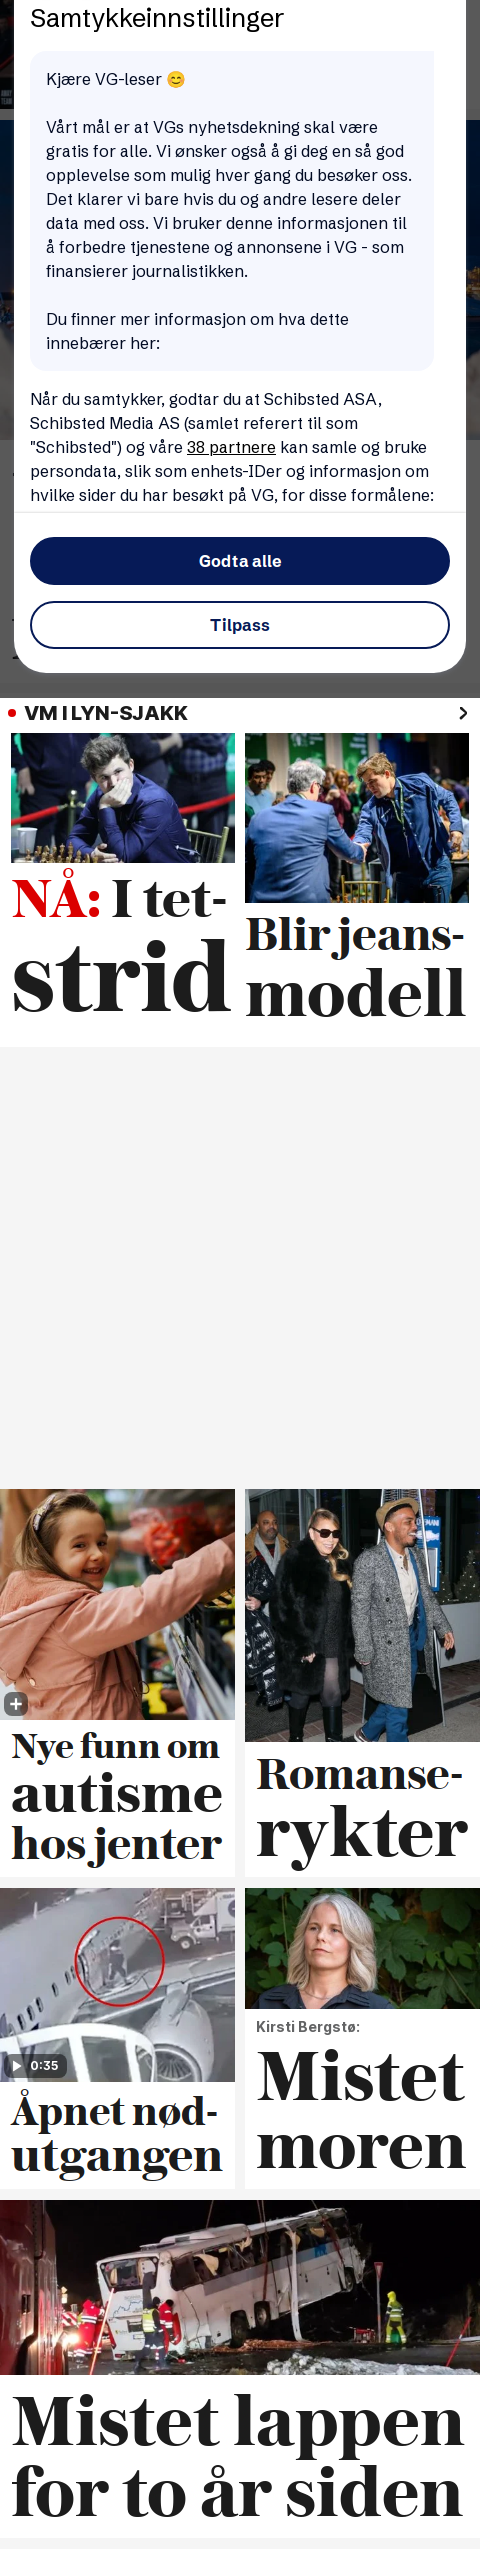 Samtykkeinnstillinger
Kjære VG-leser 😊
Vårt mål er at VGs nyhetsdekning skal være
gratis for alle. Vi ønsker også å gi deg en så god
opplevelse som mulig hver gang du besøker oss.
Det klarer vi bare hvis du og andre lesere deler
data med oss. Vi bruker denne informasjonen til
å forbedre tjenestene og annonsene i VG - som
finansierer journalistikken.
Du finner mer informasjon om hva dette
innebærer her:
Når du samtykker, godtar du at Schibsted ASA,
Schibsted Media AS (samlet referert til som
"Schibsted") og våre 38 partnere kan samle og bruke
persondata, slik som enhets-IDer og informasjon om
hvilke sider du har besøkt på VG, for disse formålene:
Godta alle
Tilpass
VM I LYN-SJAKK
NÅ: I tet-
strid
Blir jeans-
modell
Nye funn om
autisme
hos jenter
Romanse-
rykter
0:35
Åpnet nød-
utgangen
Kirsti Bergstø:
Mistet
moren
Mistet lappen
for to år siden